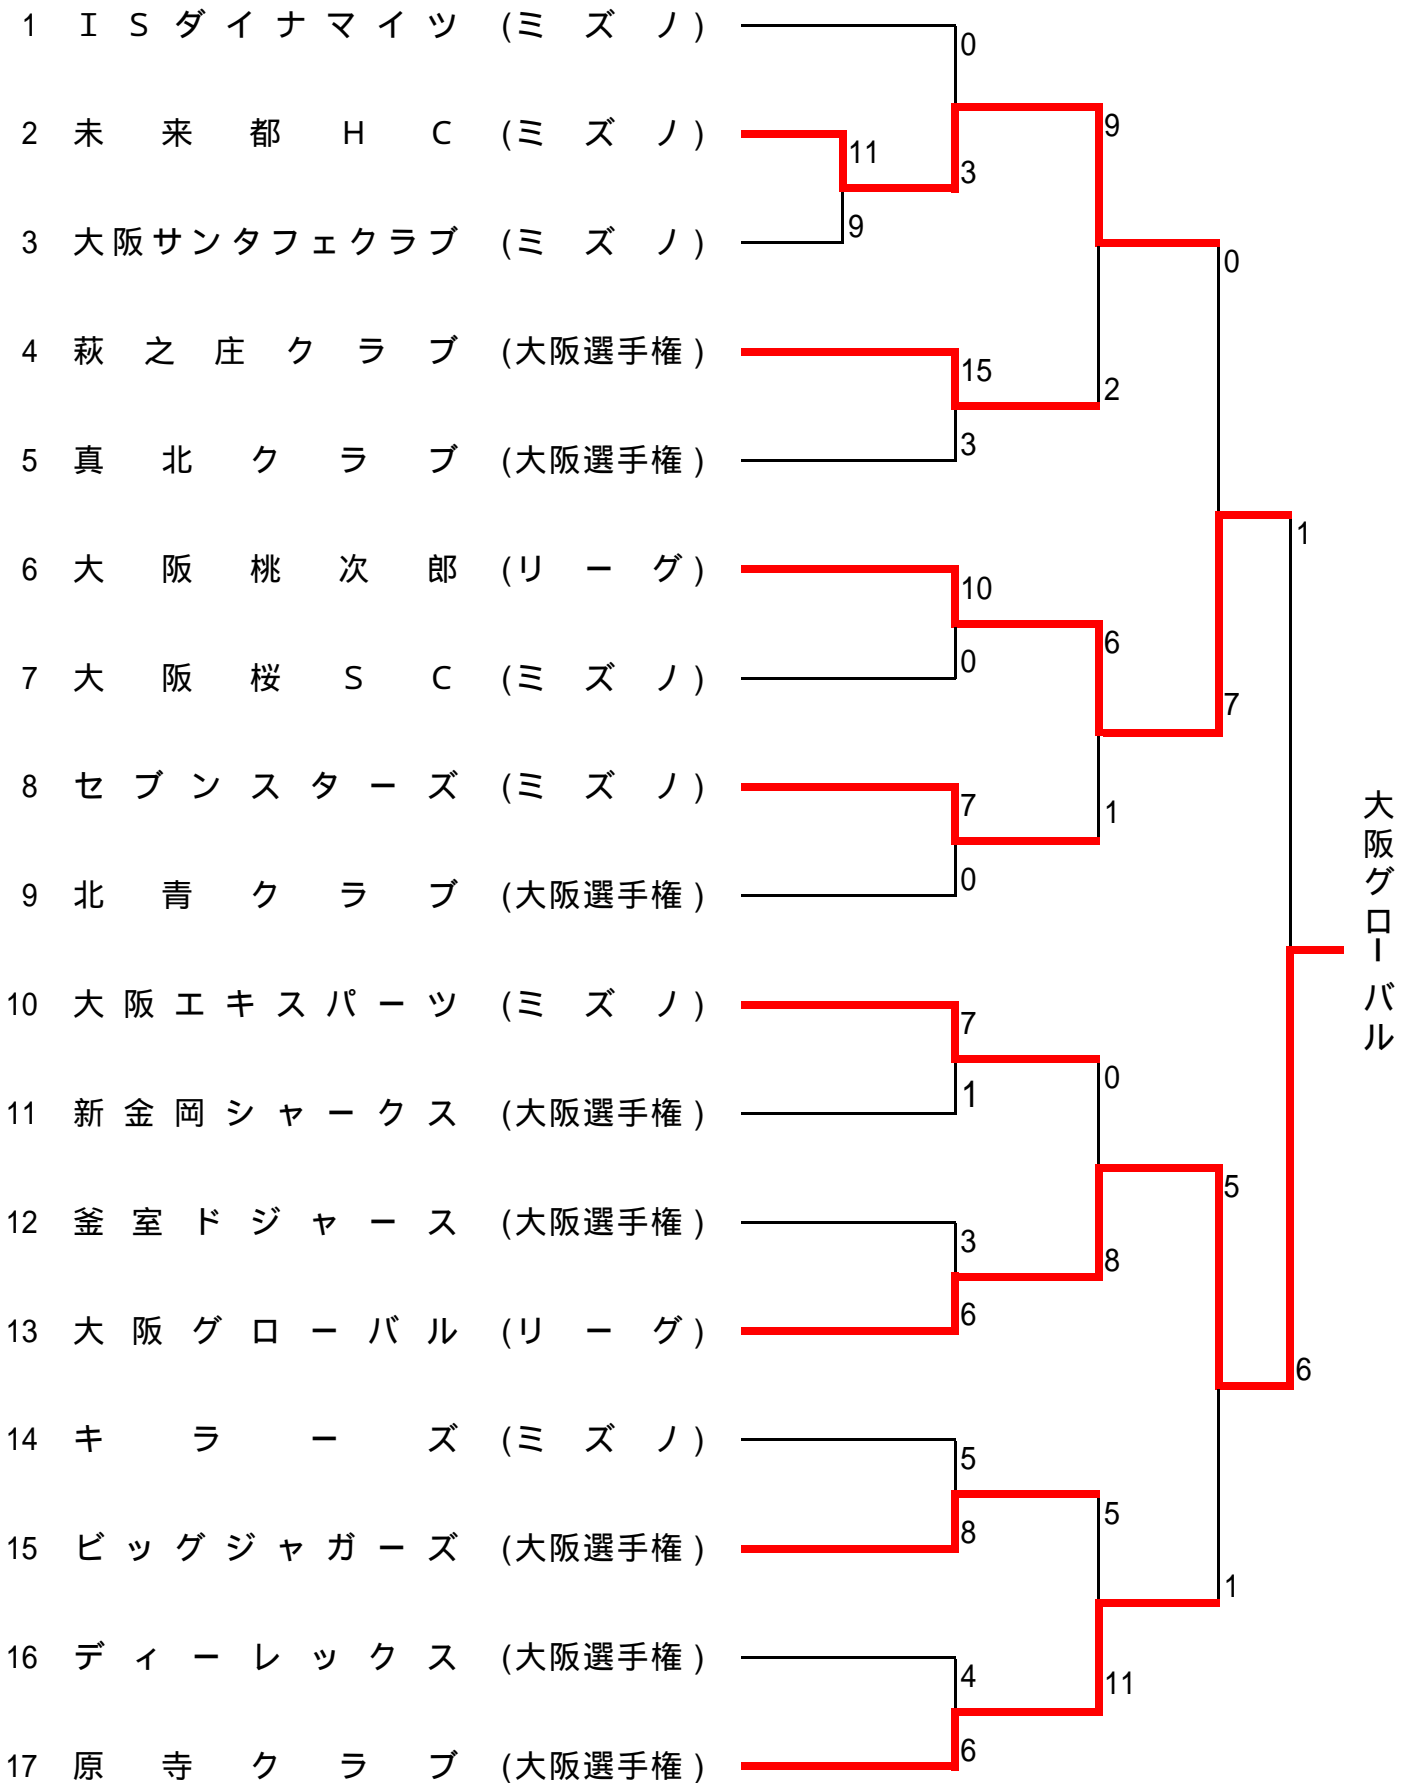 1 ＩＳダイナマイツ (ミズノ)
0
2 未来都ＨＣ (ミズノ)
9
11
3
3 大阪サンタフェクラブ (ミズノ)
9
0
4 萩之庄クラブ (大阪選手権)
15
2
5 真北クラブ (大阪選手権)
3
1
6 大阪桃次郎 (リーグ)
10
6
7 大阪桜ＳＣ (ミズノ)
0
7
8 セブンスターズ (ミズノ)
7
1
9 北青クラブ (大阪選手権)
0
大阪グローバル
10 大阪エキスパーツ (ミズノ)
7
0
11 新金岡シャークス (大阪選手権)
1
5
12 釜室ドジャース (大阪選手権)
3
8
13 大阪グローバル (リーグ)
6
6
14 キラーズ (ミズノ)
5
5
15 ビッグジャガーズ (大阪選手権)
8
1
16 ディーレックス (大阪選手権)
4
11
17 原寺クラブ (大阪選手権)
6